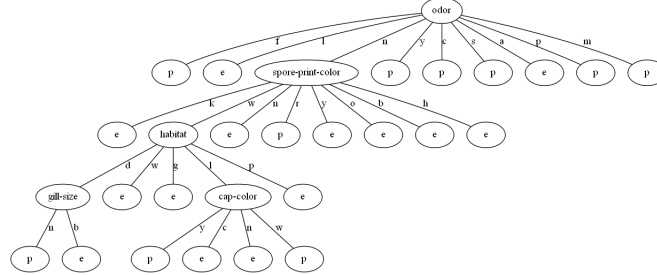 odor
f l n y c s a p m
p e spore-print-color p p p e p p
k w n r y o b h
e habitat e p e e e e
d w g l p
gill-size e e cap-color e
n b y c n w
p e p e e p